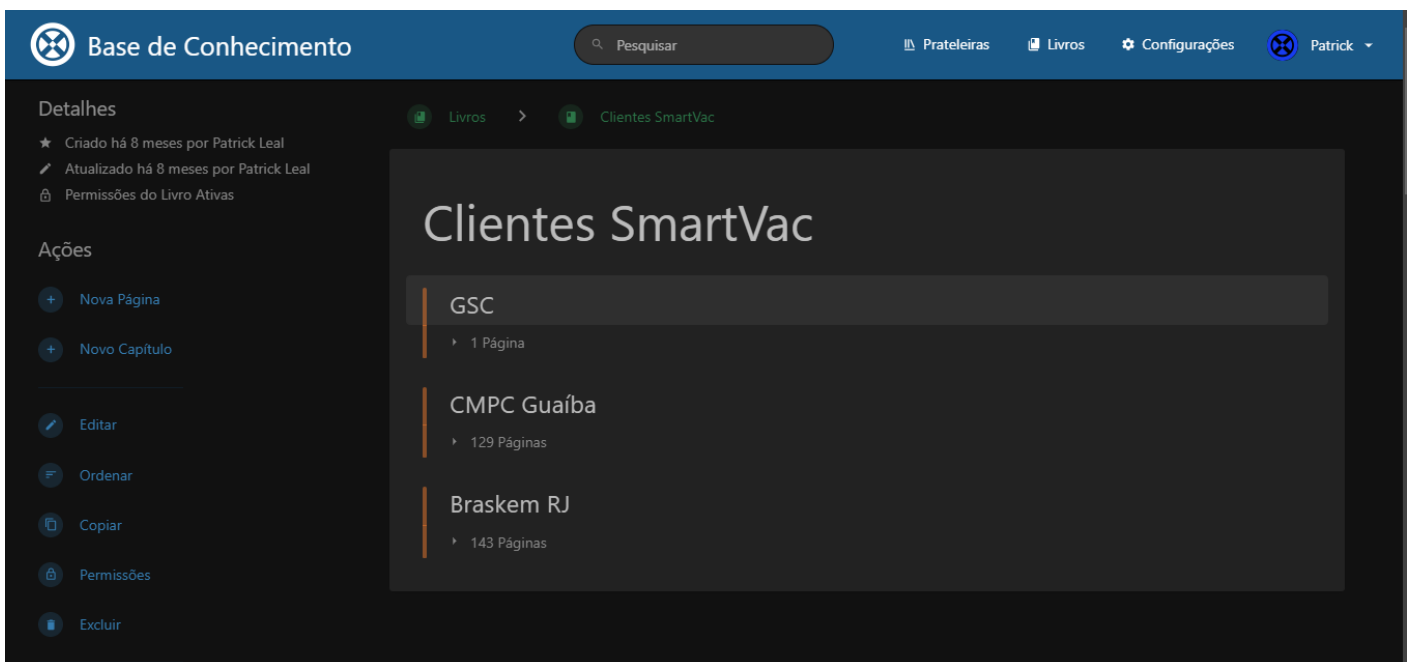 Base de Conhecimento
Pesquisar
Prateleiras
Livros
Configurações
Patrick
Detalhes
Criado há 8 meses por Patrick Leal
Atualizado há 8 meses por Patrick Leal
Permissões do Livro Ativas
Ações
Nova Página
Novo Capítulo
Editar
Ordenar
Copiar
Permissões
Excluir
Livros > Clientes SmartVac
Clientes SmartVac
GSC
1 Página
CMPC Guaíba
129 Páginas
Braskem RJ
143 Páginas